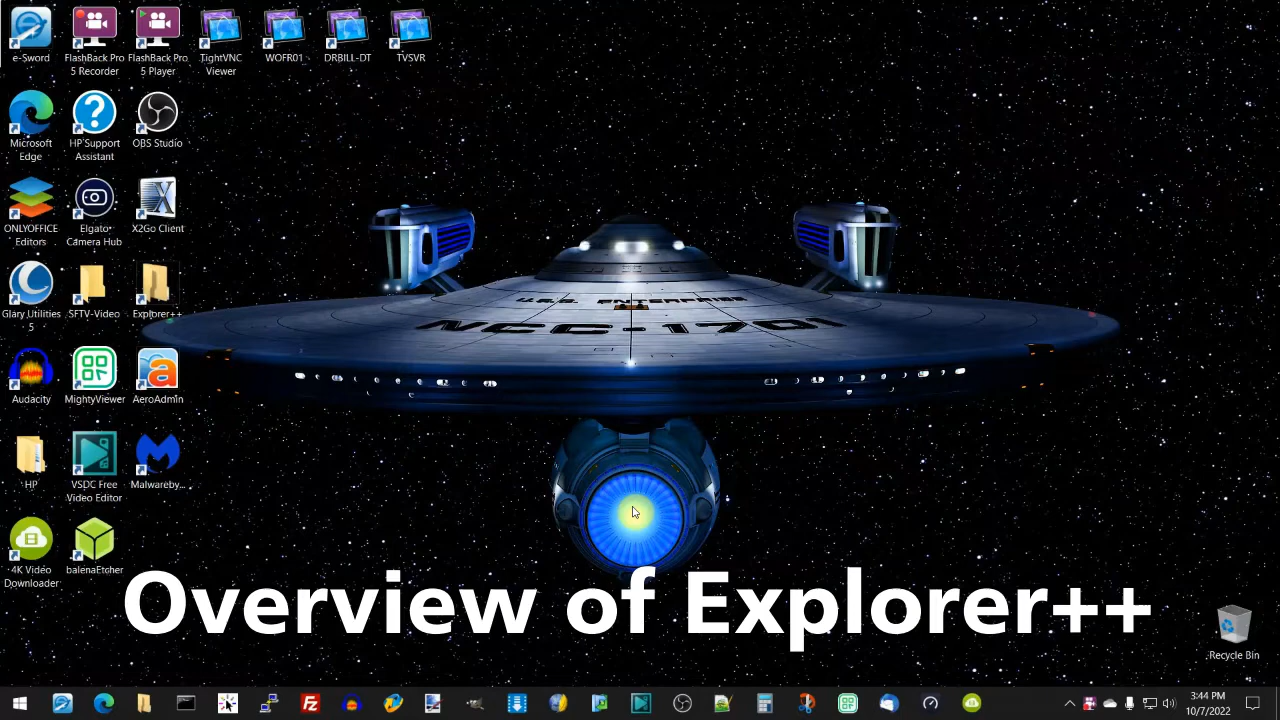 e-Sword
FlashBack Pro
5 Recorder
FlashBack Pro
5 Player
TightVNC
Viewer
WOFR01
DRBILL-DT
TVSVR
Microsoft
Edge
HP Support
Assistant
OBS Studio
ONLYOFFICE
Editors
Elgato
Camera Hub
X2Go Client
Glary Utilities
5
SFTV-Video
Explorer++
U.S.S. ENTERPRISE
NCC-1701
Audacity
MightyViewer
AeroAdmin
HP
VSDC Free
Video Editor
Malwareby...
4K Video
Downloader
balenaEtcher
Overview of Explorer++
Recycle Bin
3:44 PM
10/7/2022